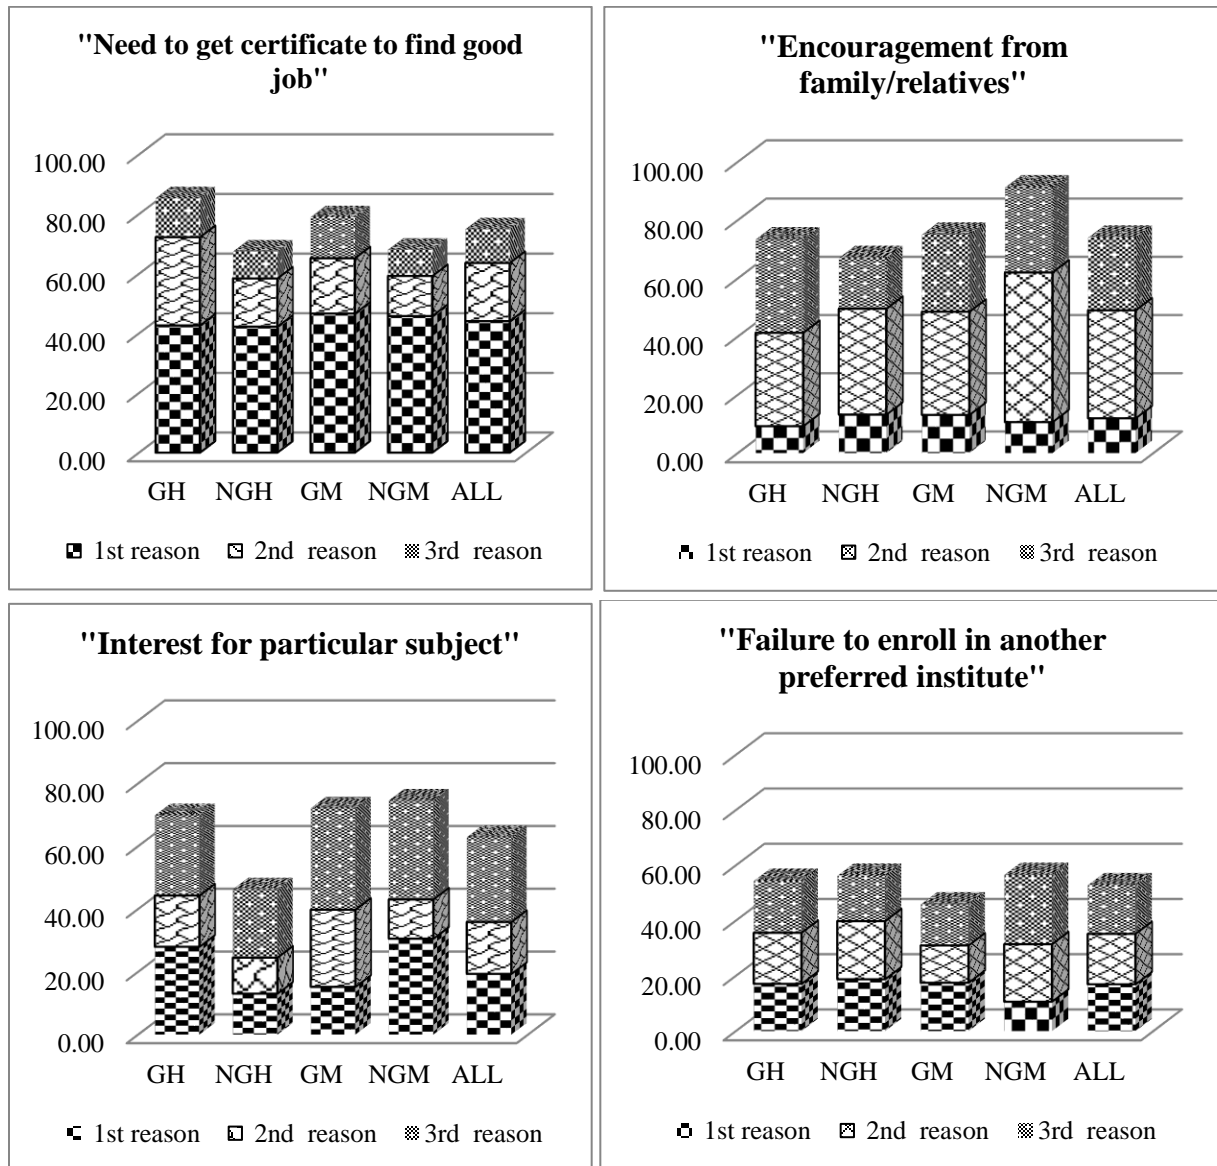 "Need to get certificate to find good
job"
100.00
80.00
60.00
40.00
20.00
0.00
GH NGH GM NGM ALL
1st reason 2nd reason 3rd reason
"Encouragement from
family/relatives"
100.00
80.00
60.00
40.00
20.00
0.00
GH NGH GM NGM ALL
1st reason 2nd reason 3rd reason
"Interest for particular subject"
100.00
80.00
60.00
40.00
20.00
0.00
GH NGH GM NGM ALL
1st reason 2nd reason 3rd reason
"Failure to enroll in another
preferred institute"
100.00
80.00
60.00
40.00
20.00
0.00
GH NGH GM NGM ALL
1st reason 2nd reason 3rd reason